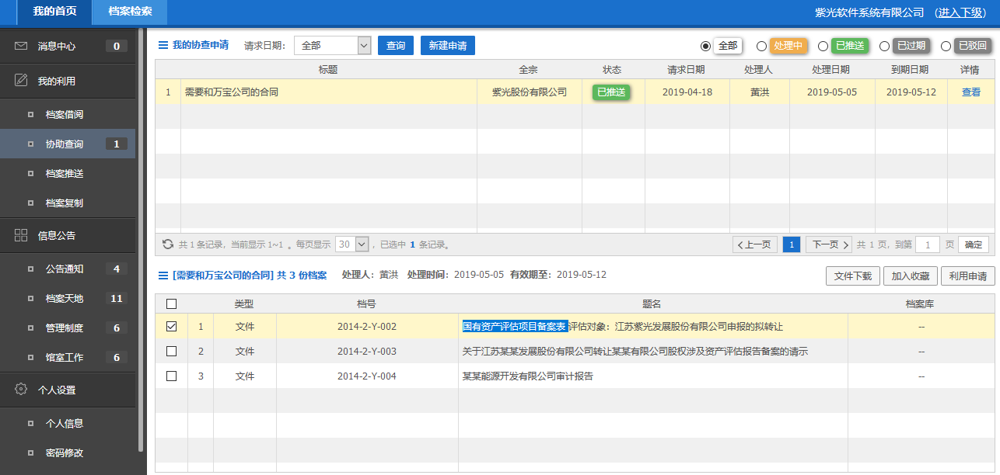 我的首页 档案检索 紫光软件系统有限公司 (进入下级)
消息中心 0
我的利用
档案借阅
协助查询 1
档案推送
档案复制
信息公告
公告通知 4
档案天地 11
管理制度 6
馆室工作 6
个人设置
个人信息
密码修改
我的协查申请 请求日期: 全部 查询 新建申请 全部 处理中 已推送 已过期 已驳回
标题 全宗 状态 请求日期 处理人 处理日期 到期日期 详情
1 需要和万宝公司的合同 紫光股份有限公司 已推送 2019-04-18 黄洪 2019-05-05 2019-05-12 查看
共 1 条记录, 当前显示 1~1 。每页显示 30 , 已选中 1 条记录。 上一页 1 下一页 共 1 页, 到第 1 页 确定
[需要和万宝公司的合同] 共 3 份档案 处理人: 黄洪 处理时间: 2019-05-05 有效期至: 2019-05-12 文件下载 加入收藏 利用申请
类型 档号 题名 档案库
1 文件 2014-2-Y-002 国有资产评估项目备案表 评估对象: 江苏紫光发展股份有限公司申报的拟转让 --
2 文件 2014-2-Y-003 关于江苏某某发展股份有限公司转让某某有限公司股权涉及资产评估报告备案的请示 --
3 文件 2014-2-Y-004 某某能源开发有限公司审计报告 --